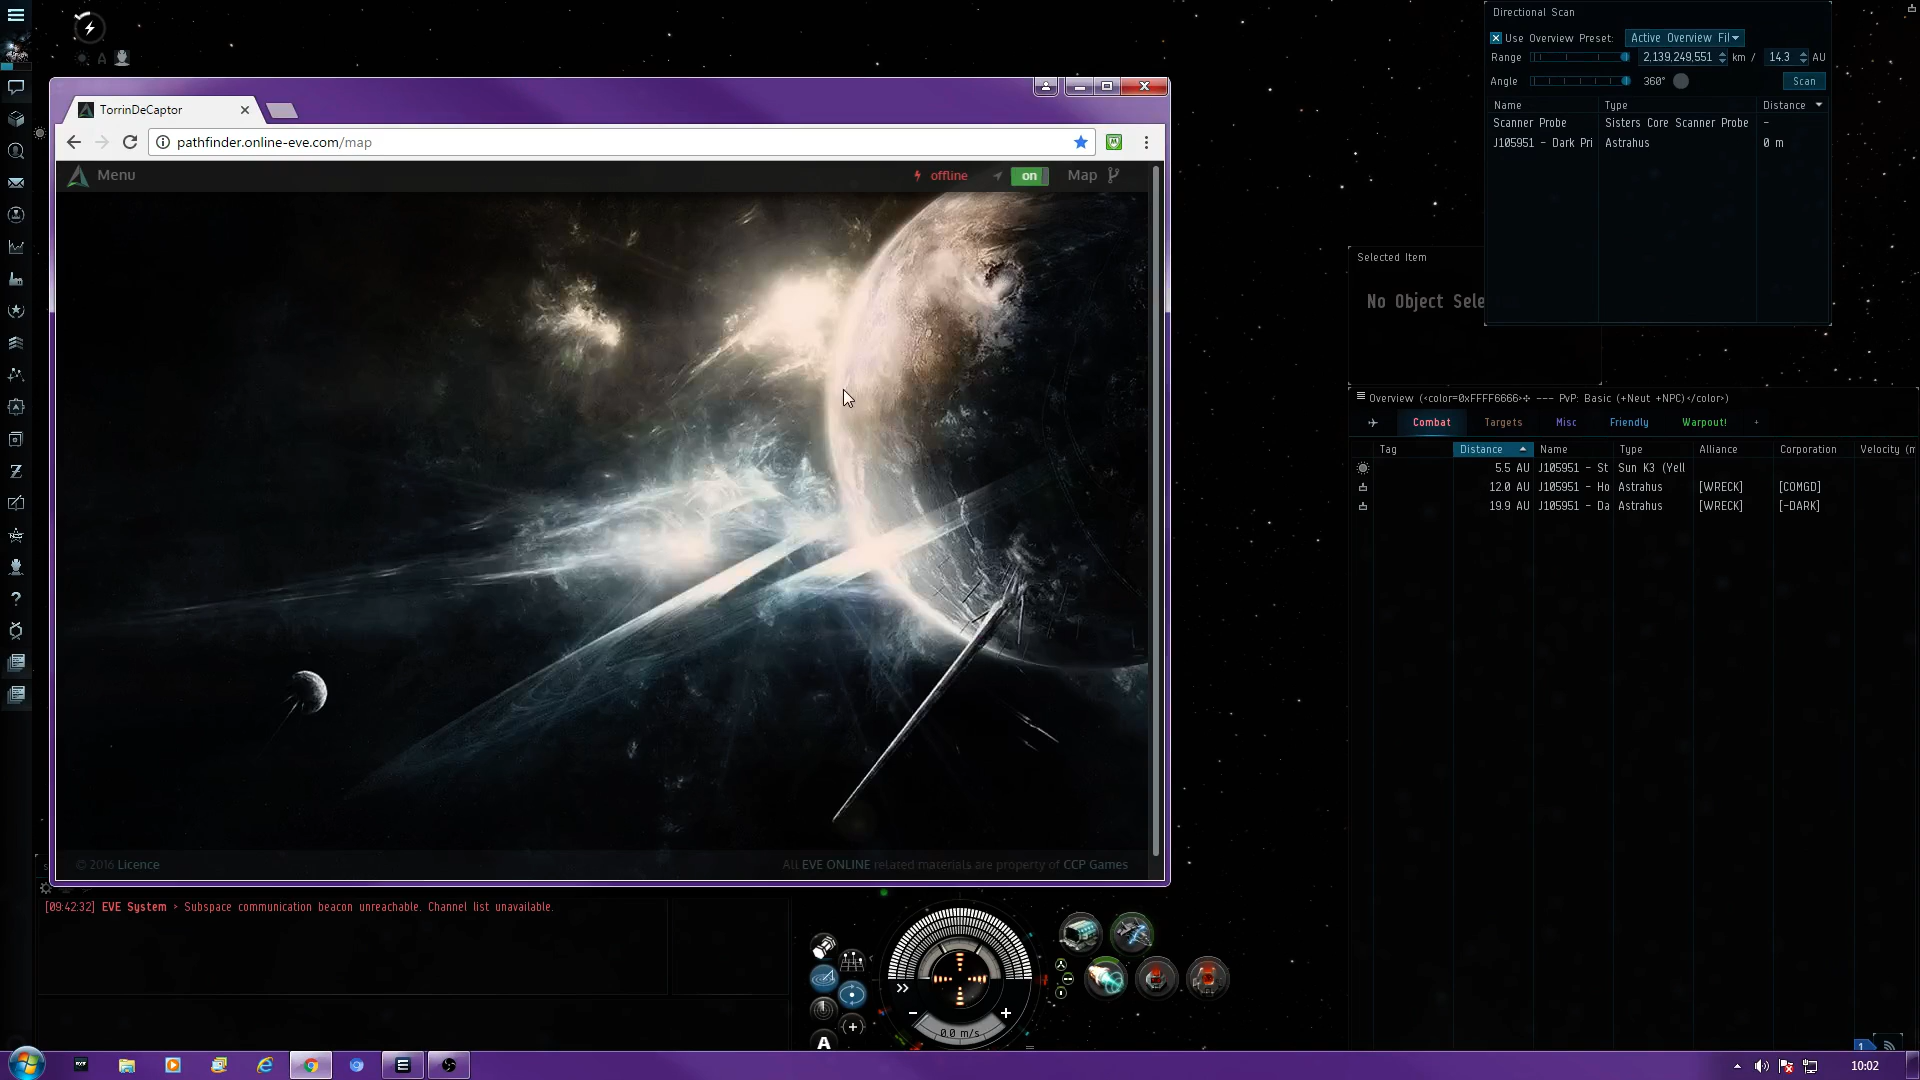 Directional Scan
Use Overview Preset: Active Overview Fil
Range 2,139,249,551 km / 14.3 AU
Angle 360° Scan
Name Type Distance
Scanner Probe Sisters Core Scanner Probe -
J105951 - Dark Pri Astrahus 0 m
TorrinDeCaptor
pathfinder.online-eve.com/map
Menu offline on Map
Selected Item
No Object Sele
Overview (<color=0xFFFF6666>✣ --- PvP: Basic (+Neut +NPC)</color>)
Combat Targets Misc Friendly Warpout! +
Tag Distance Name Type Alliance Corporation Velocity (m
5.5 AU J105951 - St Sun K3 (Yell
12.0 AU J105951 - Ho Astrahus [WRECK] [COMGD]
19.9 AU J105951 - Da Astrahus [WRECK] [-DARK]
© 2016 Licence All EVE ONLINE related materials are property of CCP Games
[09:42:32] EVE System > Subspace communication beacon unreachable. Channel list unavailable.
0.0 m/s
A
1
10:02